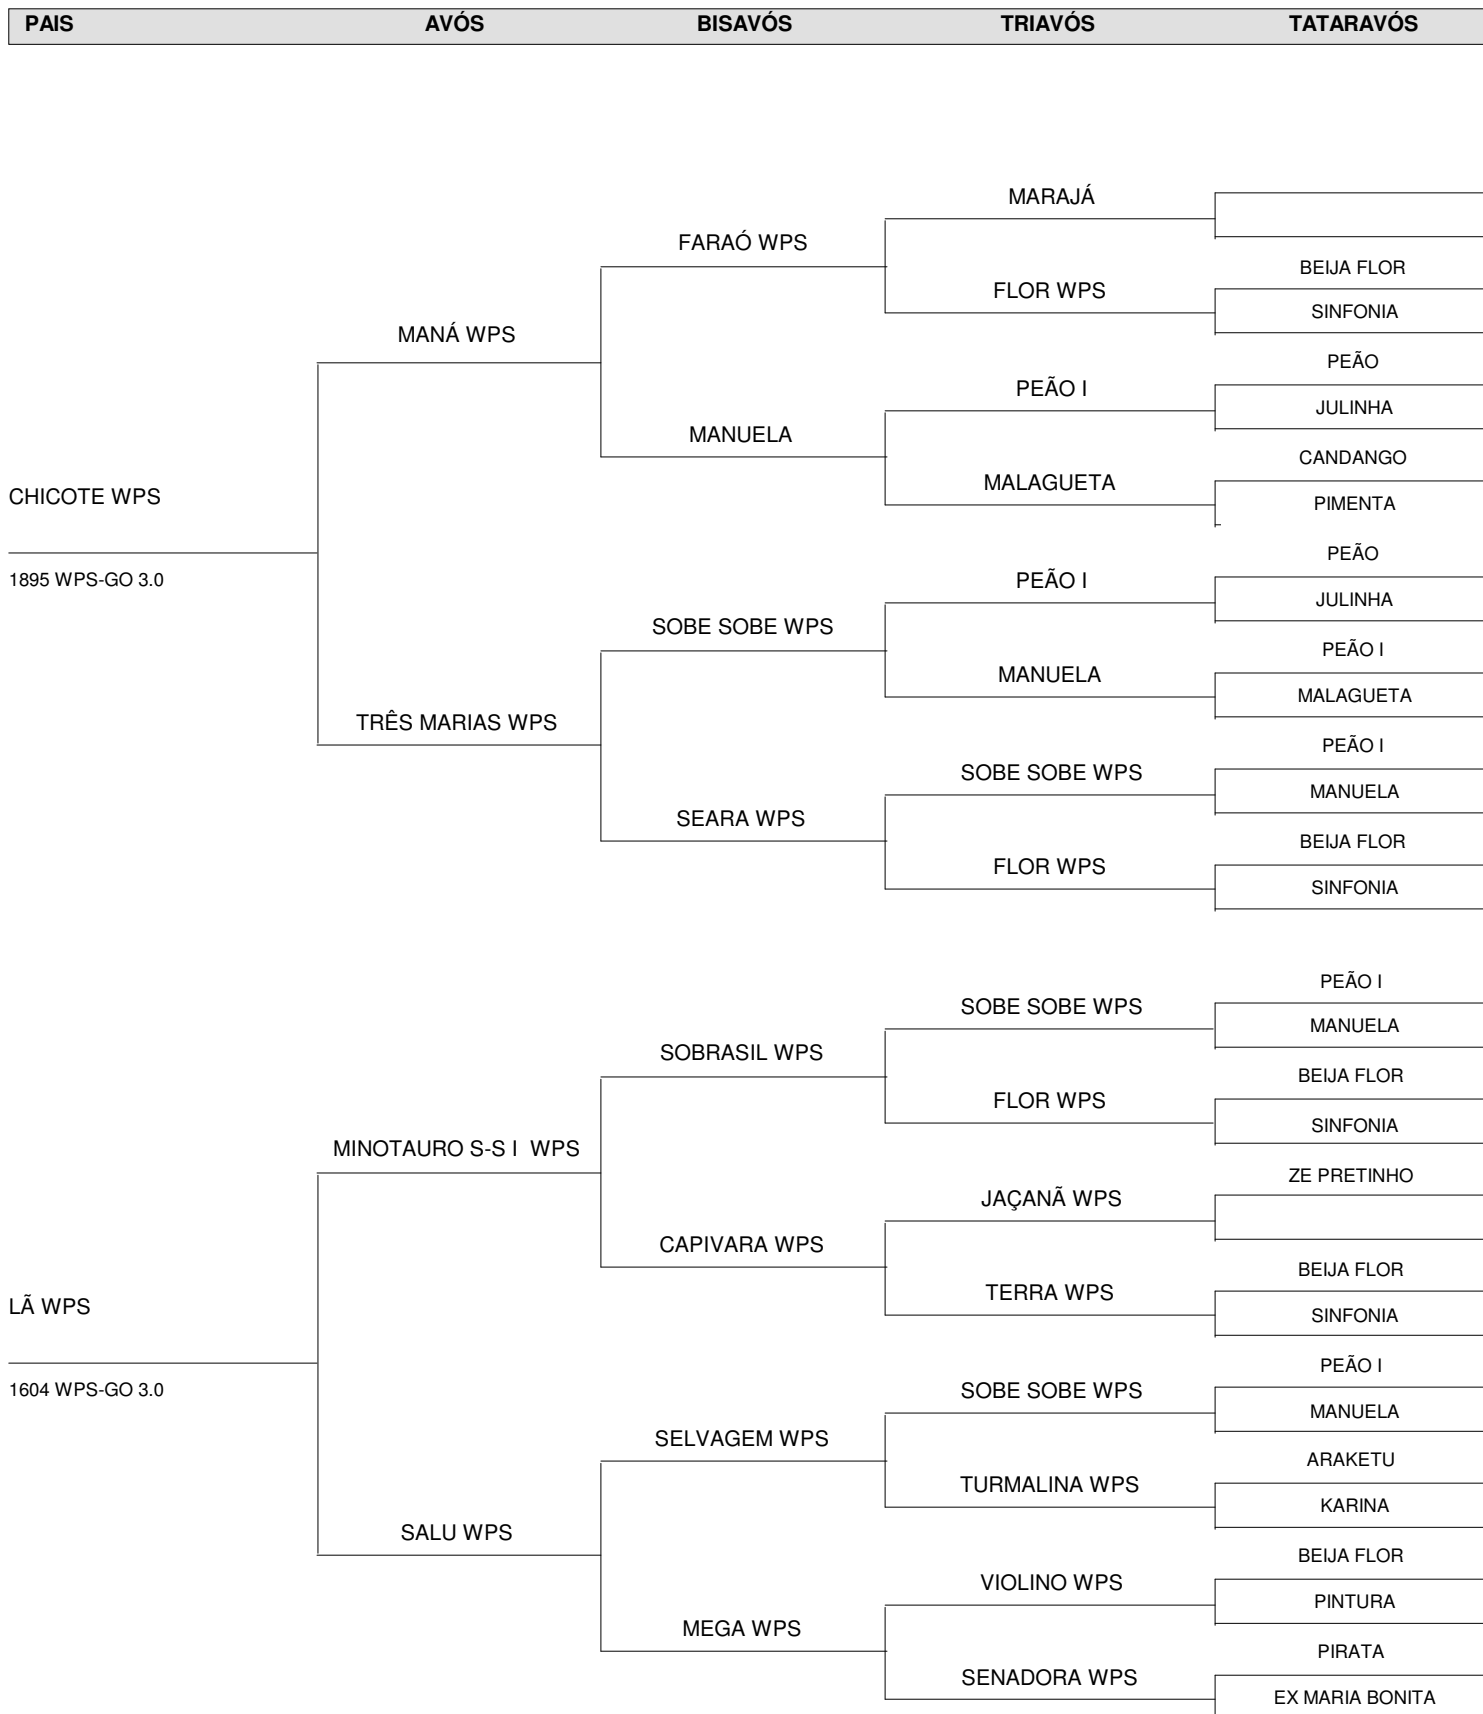 PAIS AVÓS BISAVÓS TRIAVÓS TATARAVÓS
MARAJÁ
FARAÓ WPS
BEIJA FLOR
FLOR WPS
SINFONIA
MANÁ WPS
PEÃO
PEÃO I
JULINHA
MANUELA
CANDANGO
MALAGUETA
CHICOTE WPS
PIMENTA
PEÃO
1895 WPS-GO 3.0
PEÃO I
JULINHA
SOBE SOBE WPS
PEÃO I
MANUELA
MALAGUETA
TRÊS MARIAS WPS
PEÃO I
SOBE SOBE WPS
MANUELA
SEARA WPS
BEIJA FLOR
FLOR WPS
SINFONIA
PEÃO I
SOBE SOBE WPS
MANUELA
SOBRASIL WPS
BEIJA FLOR
FLOR WPS
SINFONIA
MINOTAURO S-S I WPS
ZE PRETINHO
JAÇANÃ WPS
CAPIVARA WPS
BEIJA FLOR
TERRA WPS
LÃ WPS
SINFONIA
PEÃO I
1604 WPS-GO 3.0
SOBE SOBE WPS
MANUELA
SELVAGEM WPS
ARAKETU
TURMALINA WPS
KARINA
SALU WPS
BEIJA FLOR
VIOLINO WPS
PINTURA
MEGA WPS
PIRATA
SENADORA WPS
EX MARIA BONITA